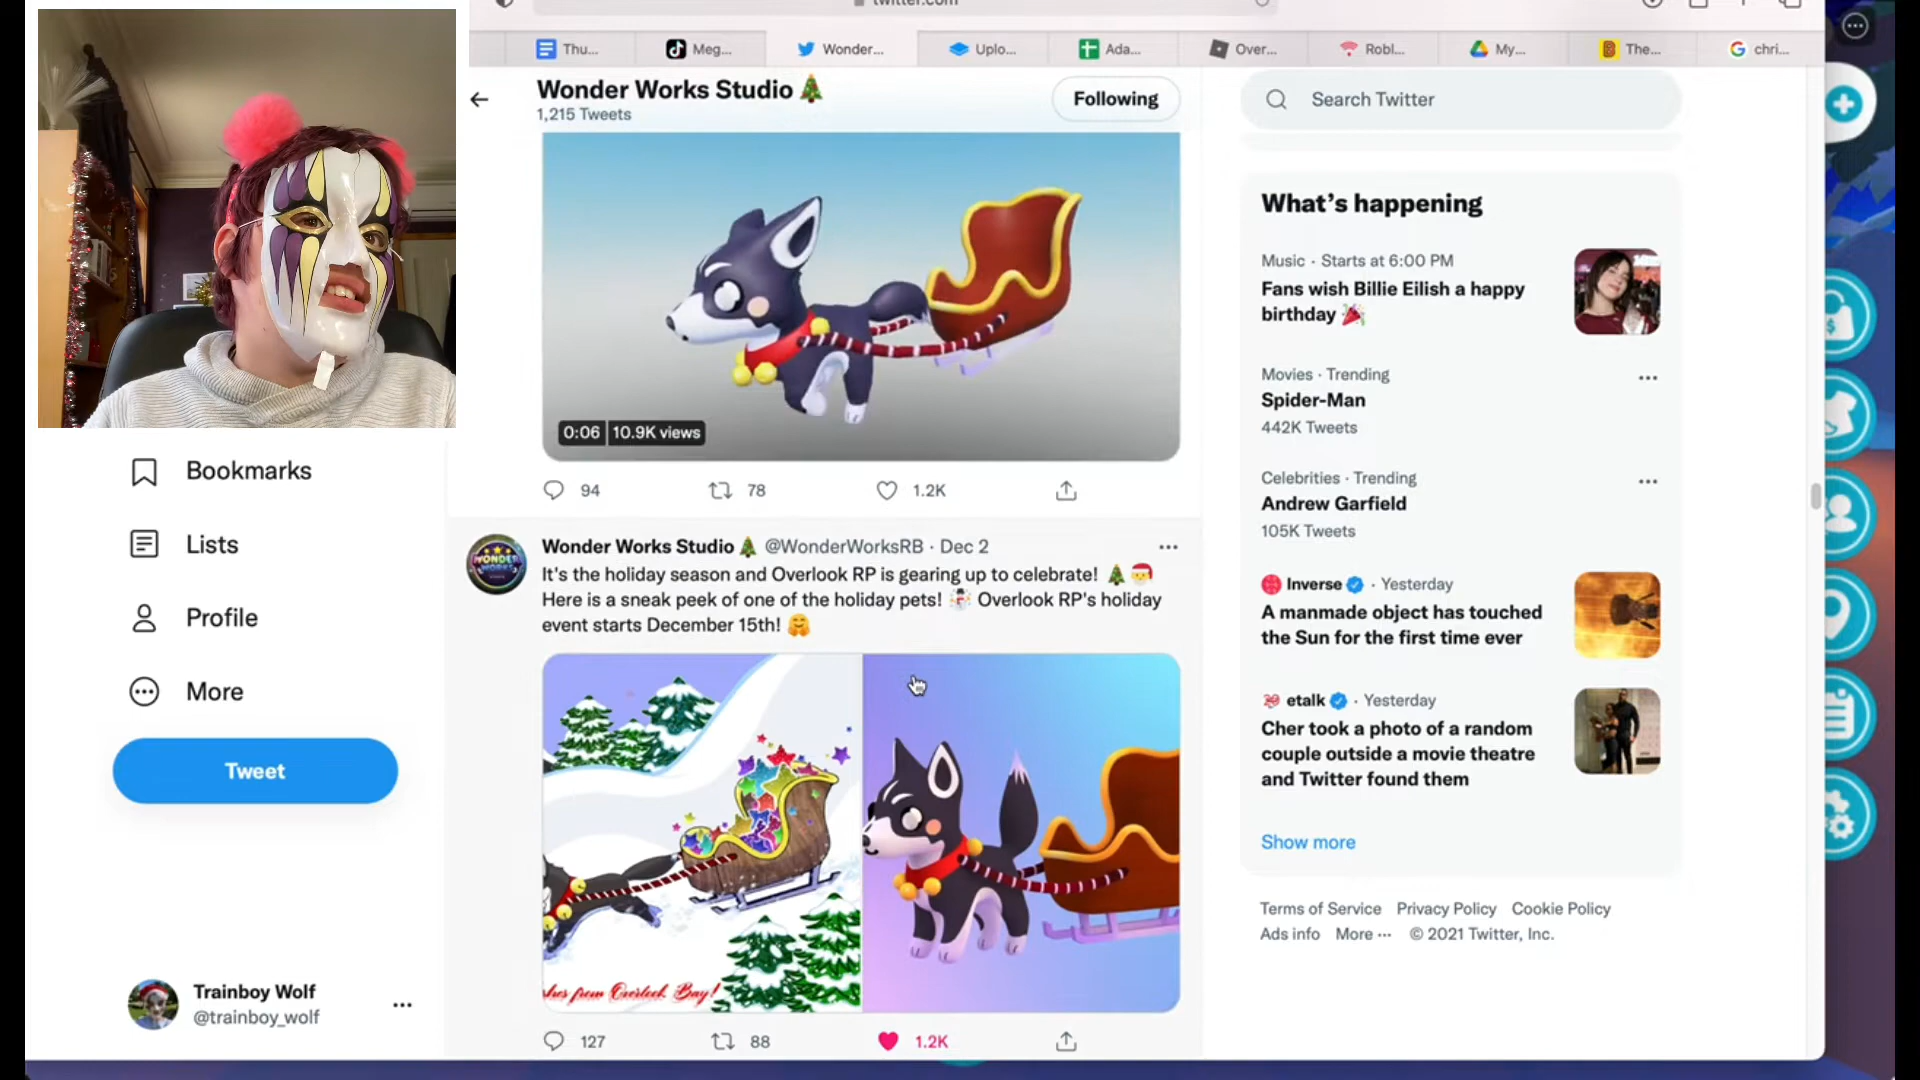 twitter.com
Thu...
Meg...
Wonder...
Uplo...
Ada...
Over...
Robl...
My...
The...
chri...
Wonder Works Studio🎄
1,215 Tweets
Following
Search Twitter
0:06
10.9K views
94
78
1.2K
Wonder Works Studio🎄 @WonderWorksRB · Dec 2
It's the holiday season and Overlook RP is gearing up to celebrate! 🎄🎅
Here is a sneak peek of one of the holiday pets! ☃️ Overlook RP's holiday
event starts December 15th! 🤗
WONDER
WORKS
from Overlook Bay!
127
88
1.2K
Bookmarks
Lists
Profile
More
Tweet
Trainboy Wolf
@trainboy_wolf
What's happening
Music · Starts at 6:00 PM
Fans wish Billie Eilish a happy
birthday 🎉
Movies · Trending
Spider-Man
442K Tweets
Celebrities · Trending
Andrew Garfield
105K Tweets
Inverse · Yesterday
A manmade object has touched
the Sun for the first time ever
etalk · Yesterday
Cher took a photo of a random
couple outside a movie theatre
and Twitter found them
Show more
Terms of Service Privacy Policy Cookie Policy
Ads info More ··· © 2021 Twitter, Inc.